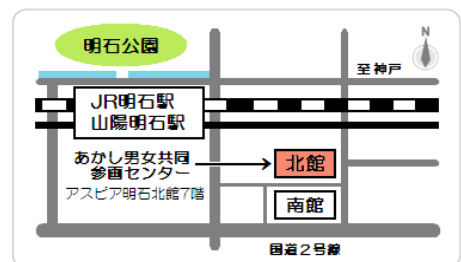 明石公園
N
至神戸
JR明石駅
山陽明石駅
あかし男女共同
参画センター
アスピア明石北館7階
北館
南館
国道2号線